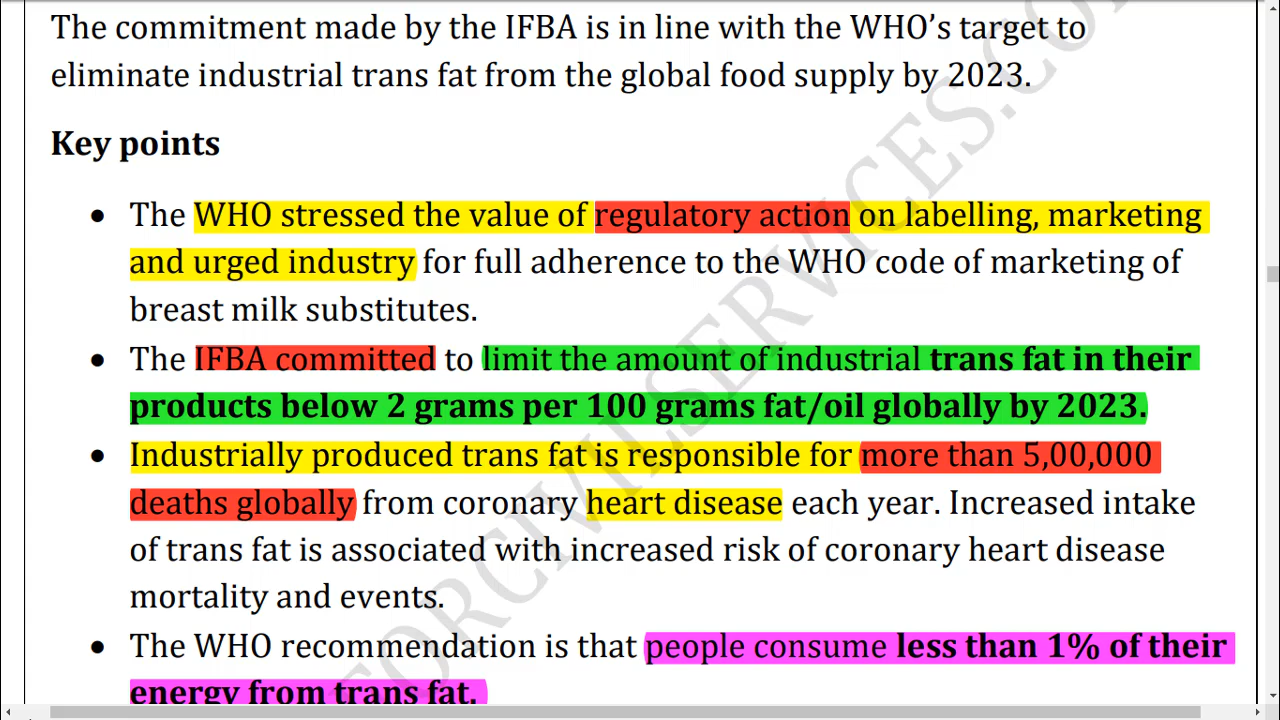 The commitment made by the IFBA is in line with the WHO’s target to
eliminate industrial trans fat from the global food supply by 2023.
Key points
• The WHO stressed the value of regulatory action on labelling, marketing
and urged industry for full adherence to the WHO code of marketing of
breast milk substitutes.
• The IFBA committed to limit the amount of industrial trans fat in their
products below 2 grams per 100 grams fat/oil globally by 2023.
• Industrially produced trans fat is responsible for more than 5,00,000
deaths globally from coronary heart disease each year. Increased intake
of trans fat is associated with increased risk of coronary heart disease
mortality and events.
• The WHO recommendation is that people consume less than 1% of their
energy from trans fat.
FORCIVILSERVICES.CO